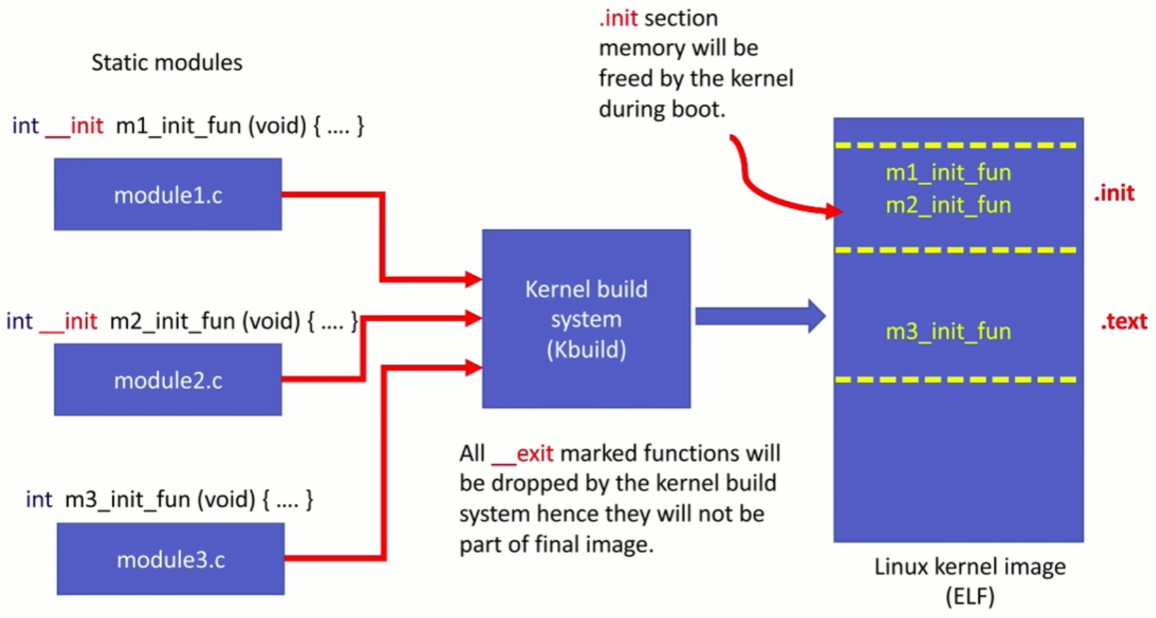 Static modules
int __init m1_init_fun (void) { .... }
module1.c
int __init m2_init_fun (void) { .... }
module2.c
int m3_init_fun (void) { .... }
module3.c
Kernel build
system
(Kbuild)
All __exit marked functions will
be dropped by the kernel build
system hence they will not be
part of final image.
.init section
memory will be
freed by the kernel
during boot.
m1_init_fun
m2_init_fun
.init
m3_init_fun
.text
Linux kernel image
(ELF)